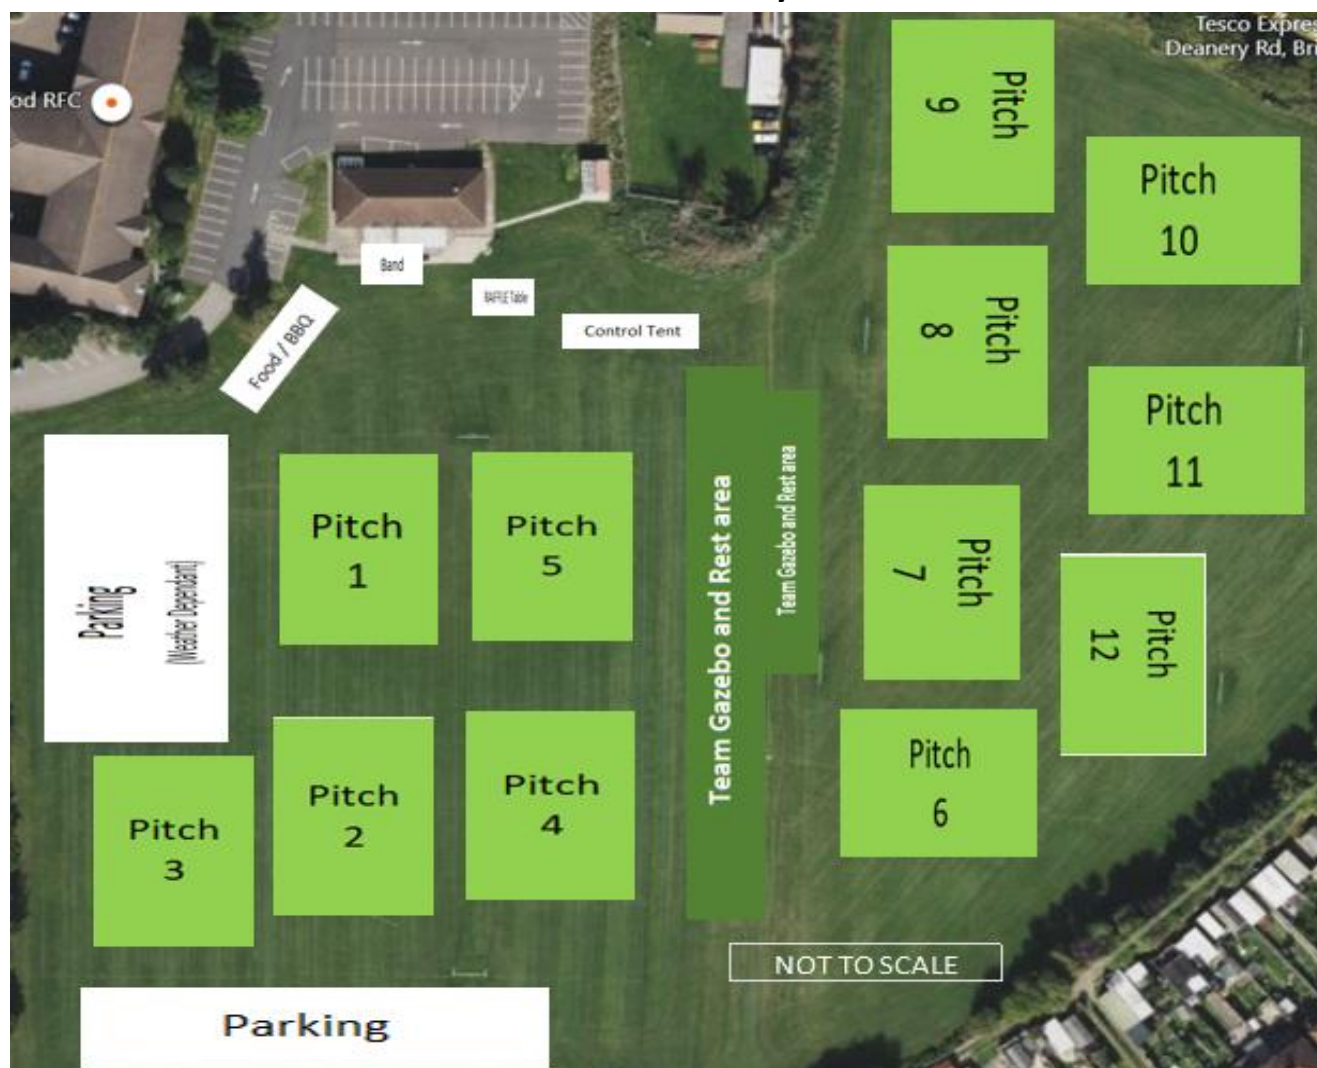 Tesco Expres
Deanery Rd, Bri
od RFC
Pitch
9
Pitch
10
Band
RAFFLE Table
Control Tent
Food / BBQ
Pitch
8
Pitch
11
Parking
(Weather Dependant)
Pitch
1
Pitch
5
Team Gazebo and Rest area
Team Gazebo and Rest area
Pitch
7
Pitch
12
Pitch
3
Pitch
2
Pitch
4
Pitch
6
NOT TO SCALE
Parking